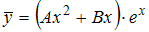 y̅ = (Ax² + Bx)·eˣ